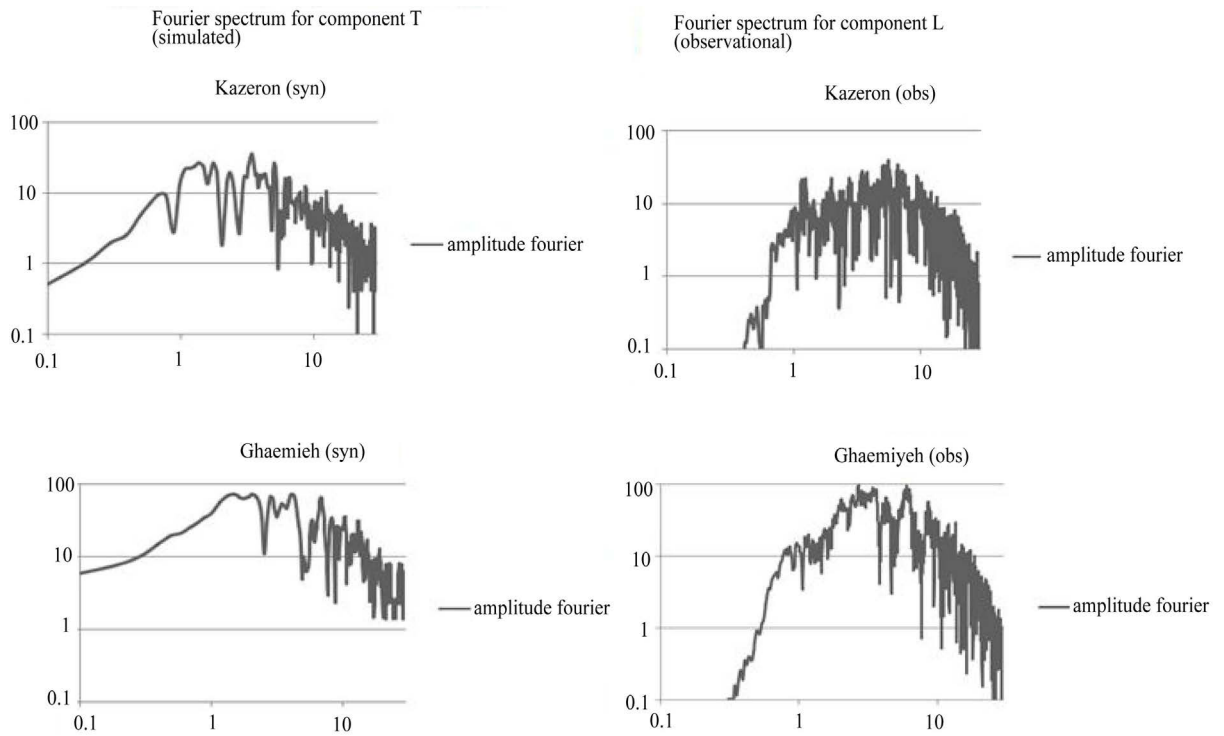 Fourier spectrum for component T
(simulated)
Fourier spectrum for component L
(observational)
Kazeron (syn)
100
10
1
0.1
0.1
1
10
amplitude fourier
Kazeron (obs)
100
10
1
0.1
0.1
1
10
amplitude fourier
Ghaemieh (syn)
100
10
1
0.1
0.1
1
10
amplitude fourier
Ghaemiyeh (obs)
100
10
1
0.1
0.1
1
10
amplitude fourier